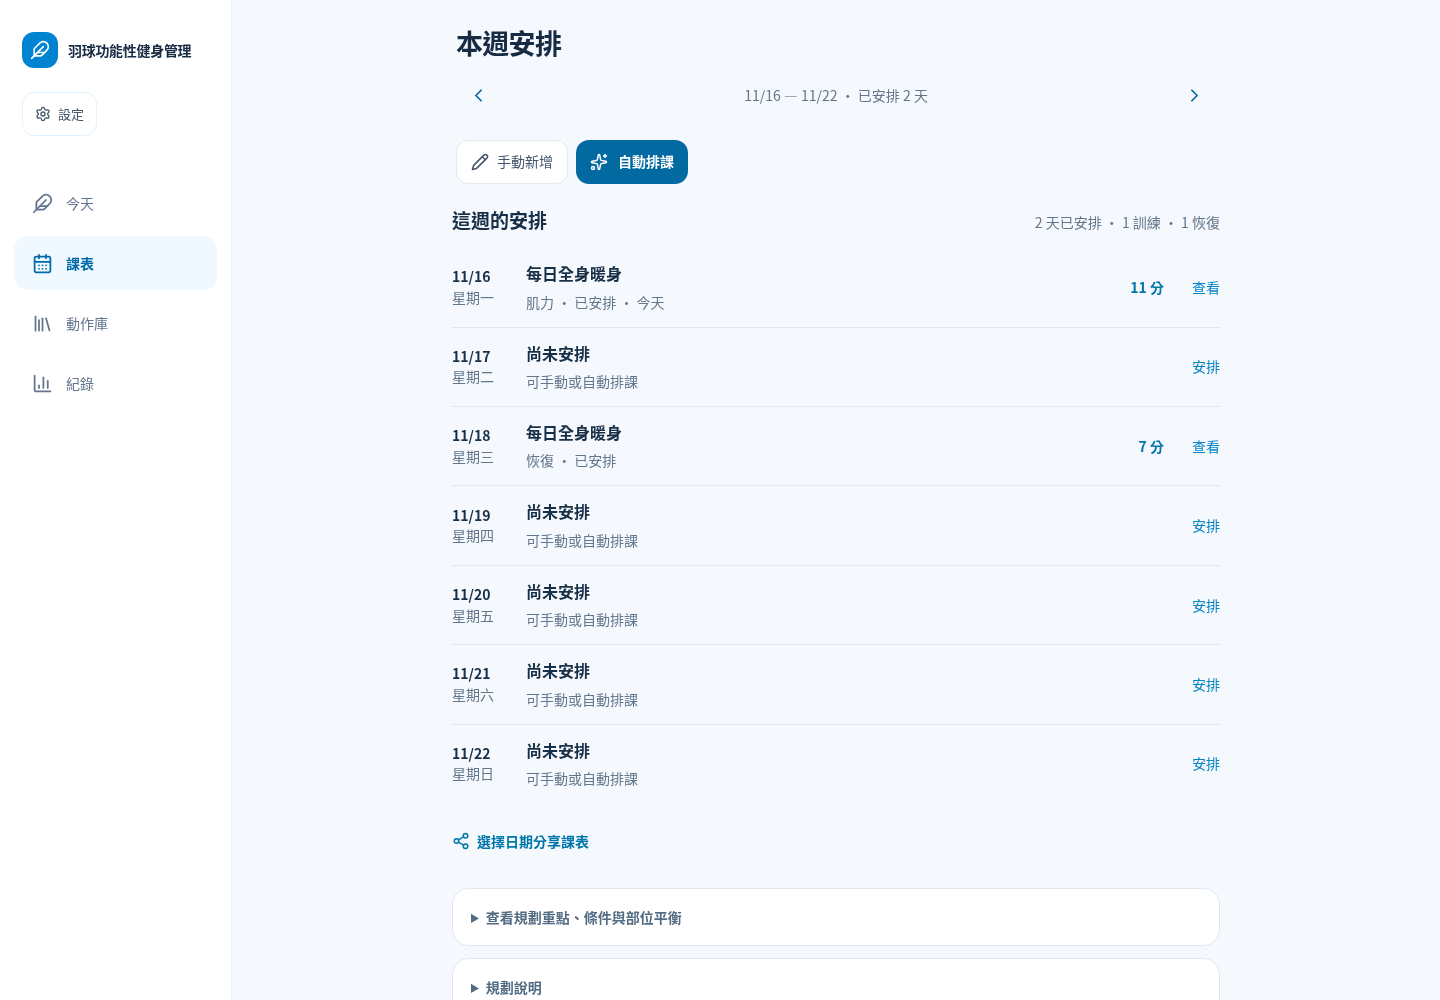 羽球功能性健身管理
設定
今天
課表
動作庫
紀錄
本週安排
11/16 — 11/22 · 已安排 2 天
手動新增
自動排課
這週的安排
2 天已安排 · 1 訓練 · 1 恢復
11/16
星期一
每日全身暖身
肌力 · 已安排 · 今天
11 分
查看
11/17
星期二
尚未安排
可手動或自動排課
安排
11/18
星期三
每日全身暖身
恢復 · 已安排
7 分
查看
11/19
星期四
尚未安排
可手動或自動排課
安排
11/20
星期五
尚未安排
可手動或自動排課
安排
11/21
星期六
尚未安排
可手動或自動排課
安排
11/22
星期日
尚未安排
可手動或自動排課
安排
選擇日期分享課表
查看規劃重點、條件與部位平衡
規劃說明